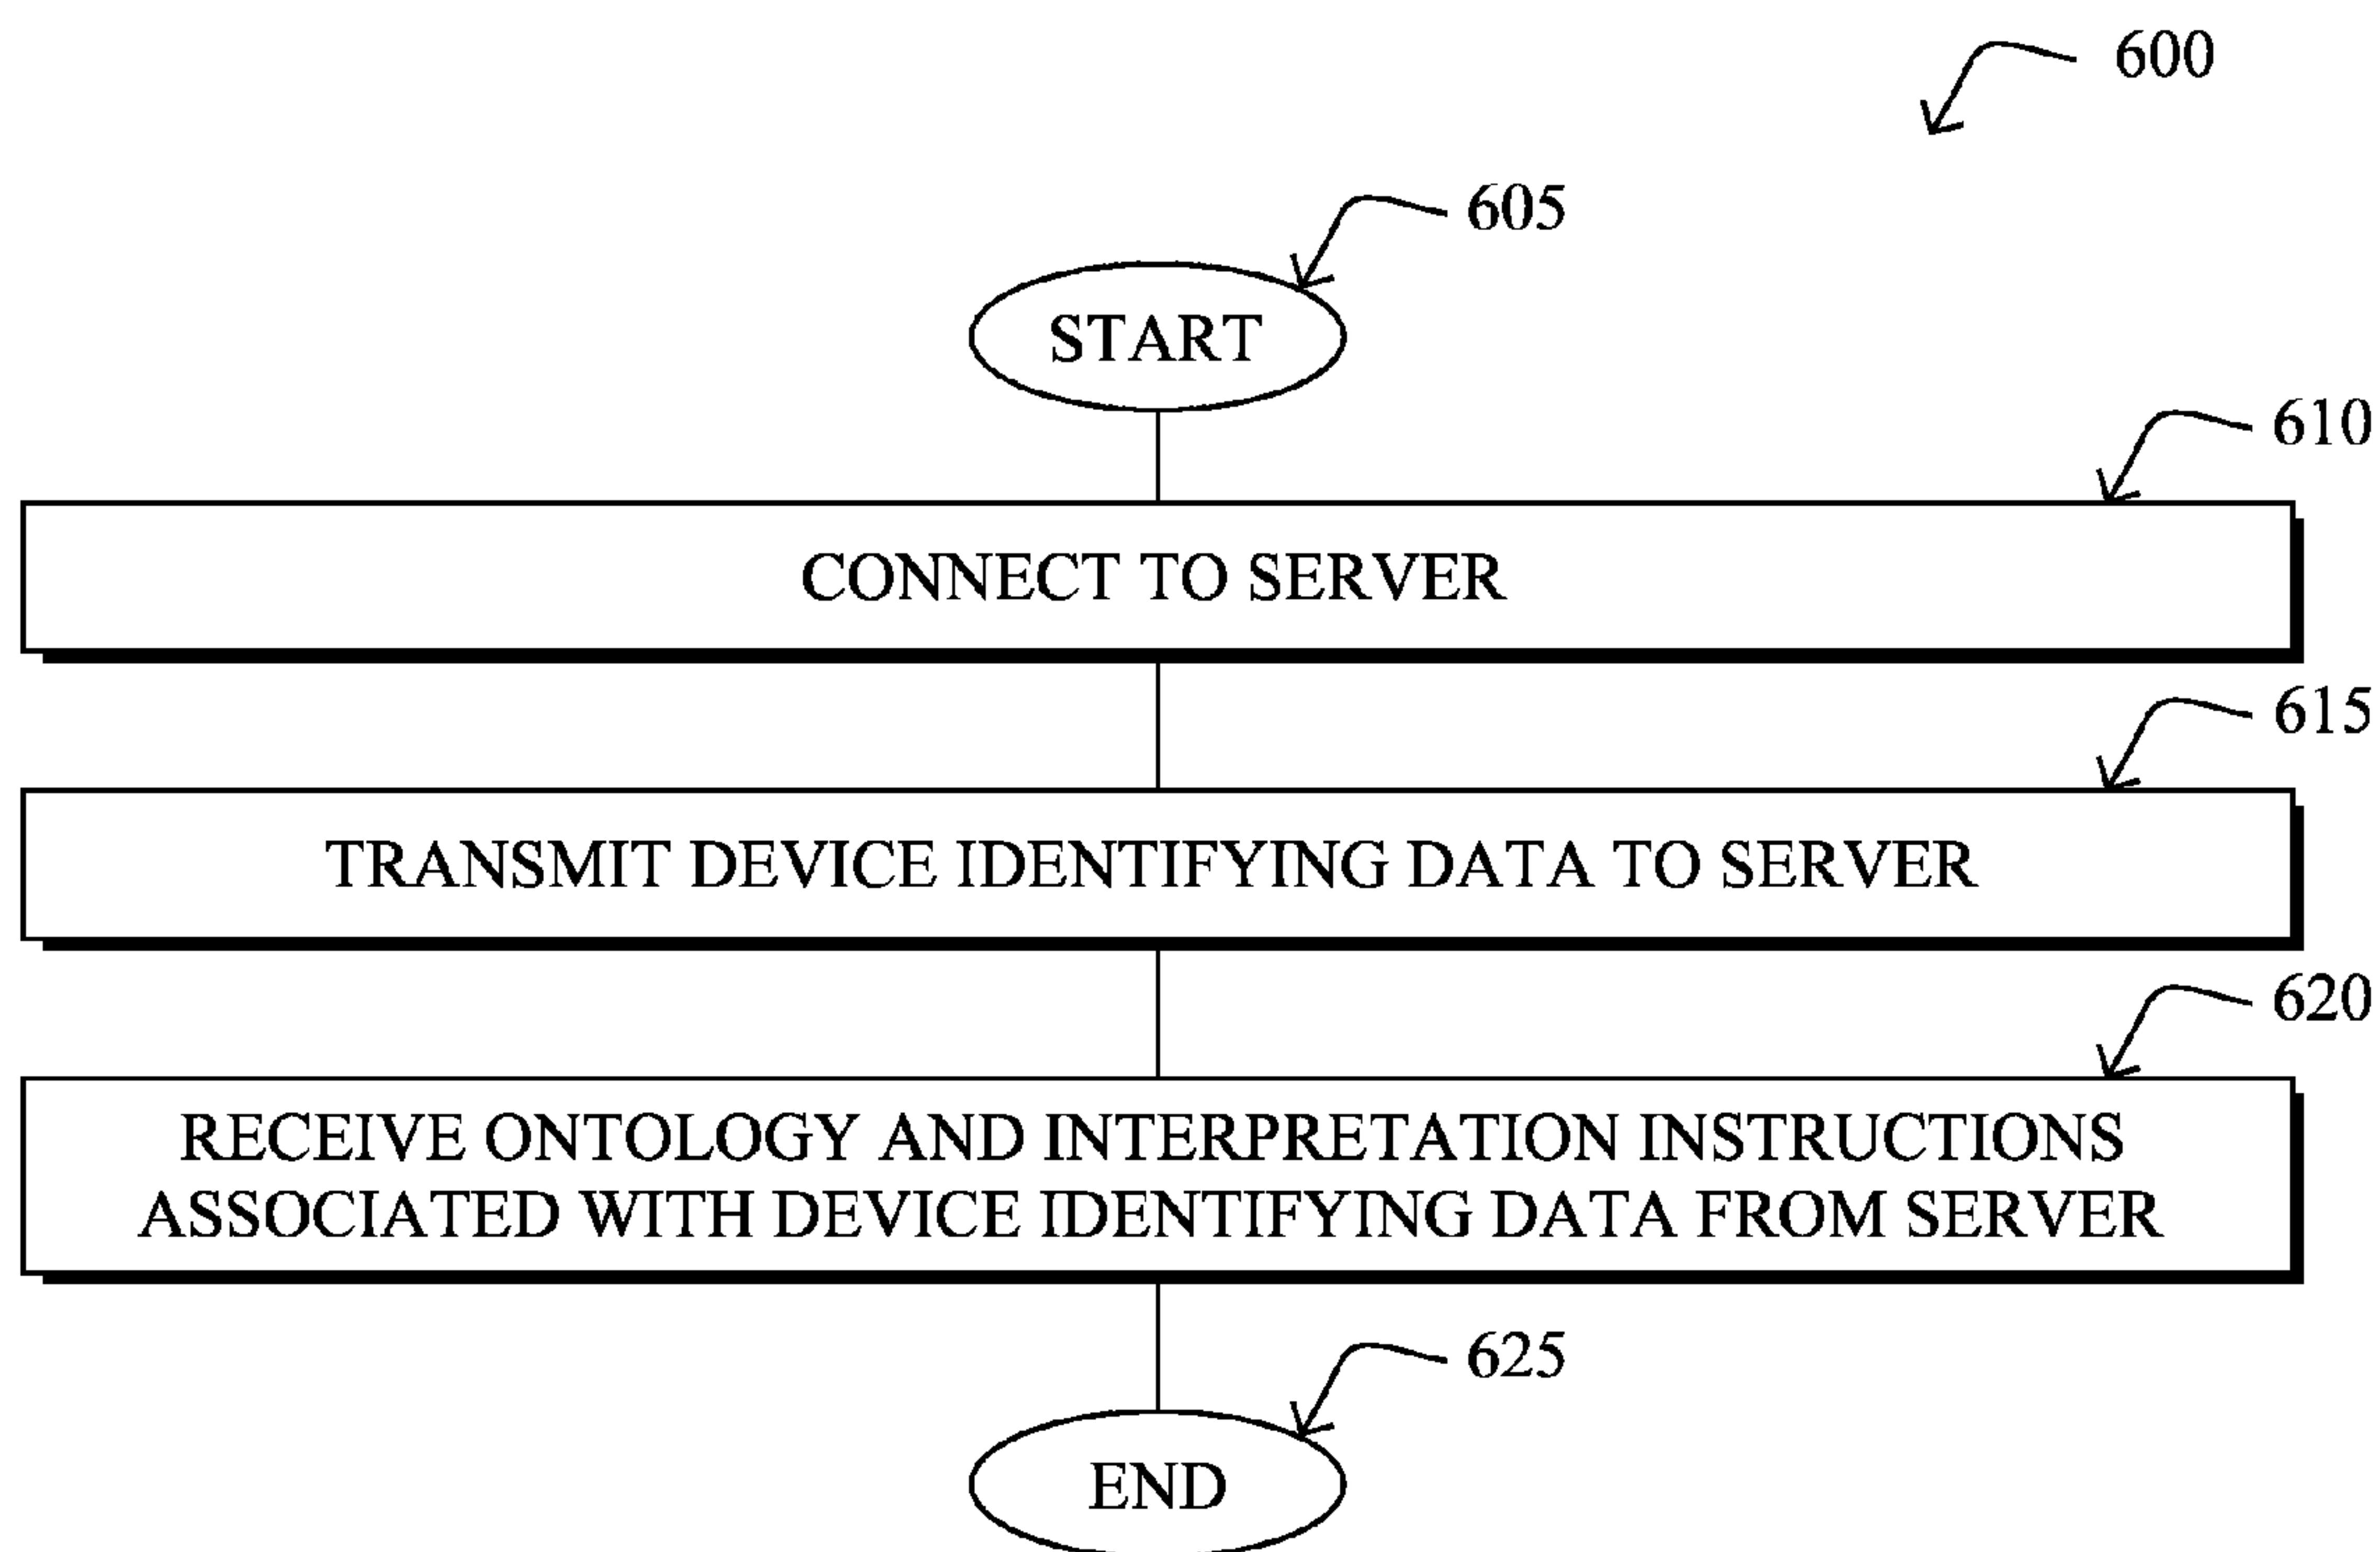 600
605
START
610
CONNECT TO SERVER
615
TRANSMIT DEVICE IDENTIFYING DATA TO SERVER
620
RECEIVE ONTOLOGY AND INTERPRETATION INSTRUCTIONS
ASSOCIATED WITH DEVICE IDENTIFYING DATA FROM SERVER
625
END